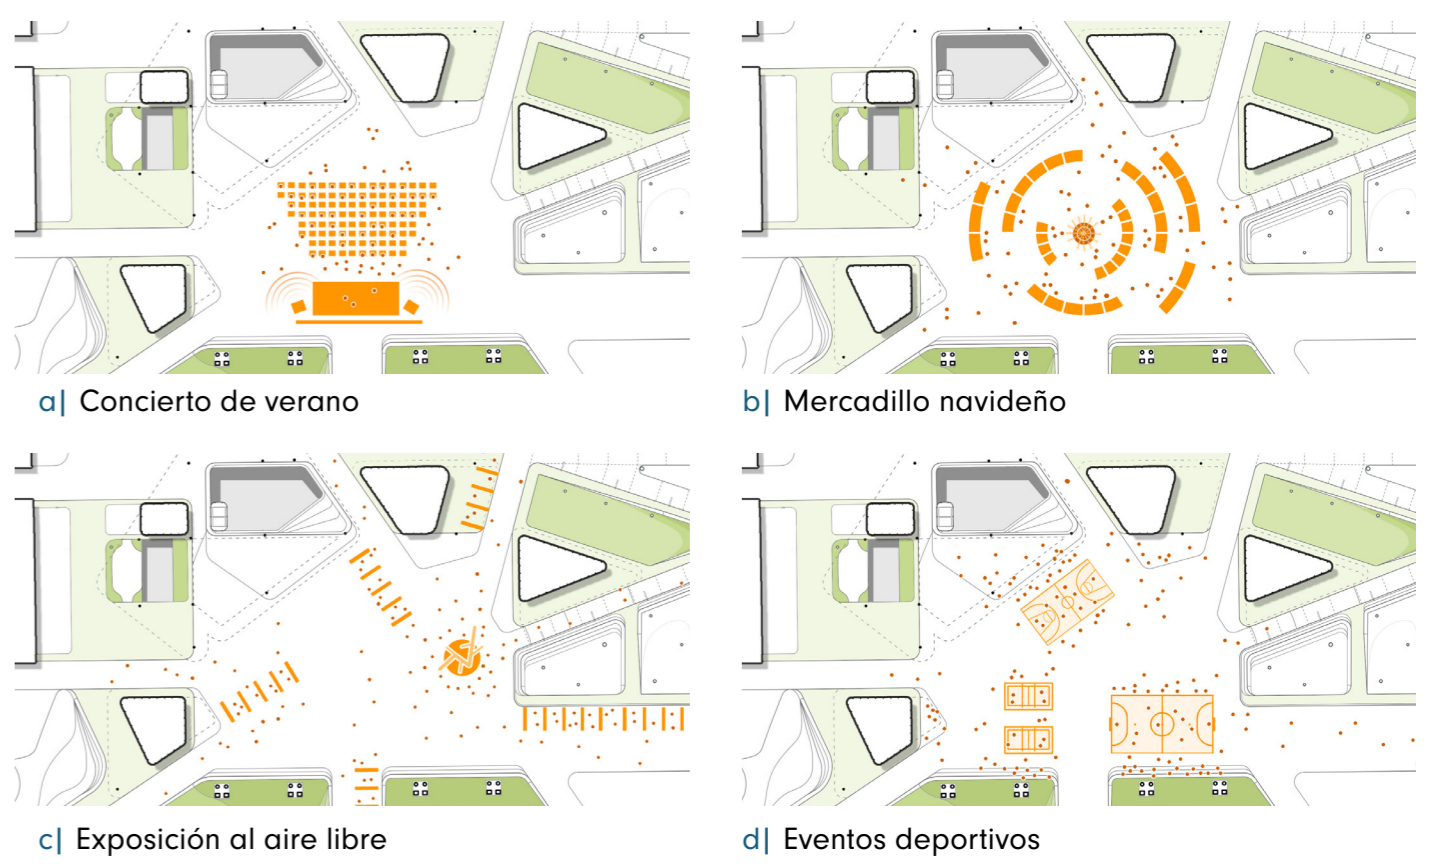 a| Concierto de verano
b| Mercadillo navideño
c| Exposición al aire libre
d| Eventos deportivos